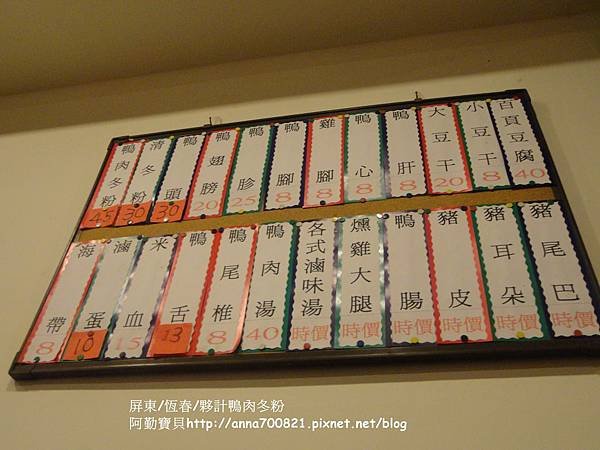 鴨肉冬粉 45
清冬粉 30
鴨頭 30
鴨翅膀 20
鴨胗 25
鴨腳 8
雞腳 8
鴨心 8
鴨肝 8
大豆干 20
小豆干 8
百頁豆腐 40
海帶 8
滷蛋 10
米血 15
鴨舌 13
鴨尾椎 8
鴨肉湯 40
各式滷味湯 時價
燻雞大腿 時價
鴨腸 時價
豬皮 時價
豬耳朵 時價
豬尾巴 時價
屏東/恆春/夥計鴨肉冬粉
阿勤寶貝http://anna700821.pixnet.net/blog